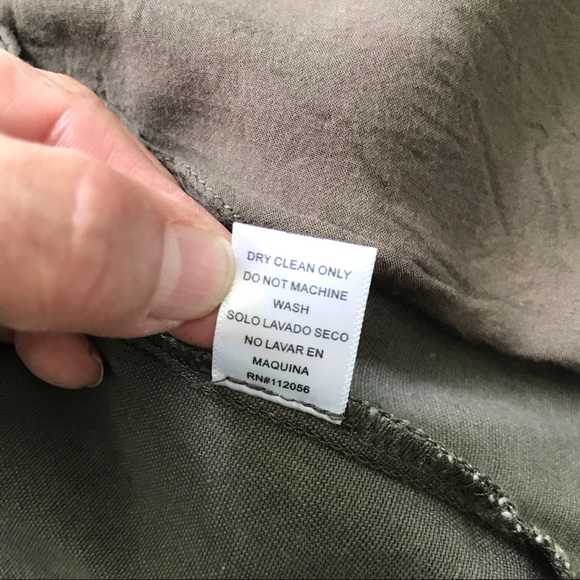 DRY CLEAN ONLY
DO NOT MACHINE
WASH
SOLO LAVADO SECO
NO LAVAR EN
MAQUINA
RN#112056